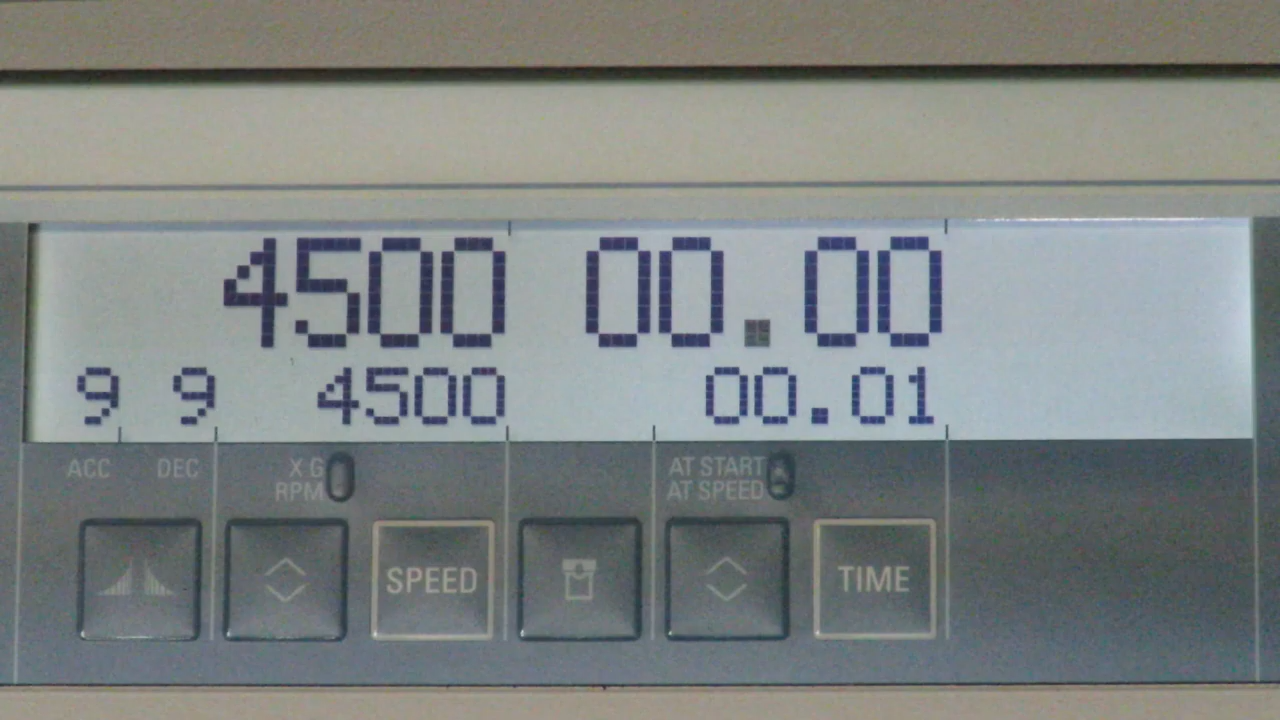 4500 00.00
9 9 4500 00.01
ACC DEC X G AT START
RPM AT SPEED
SPEED TIME